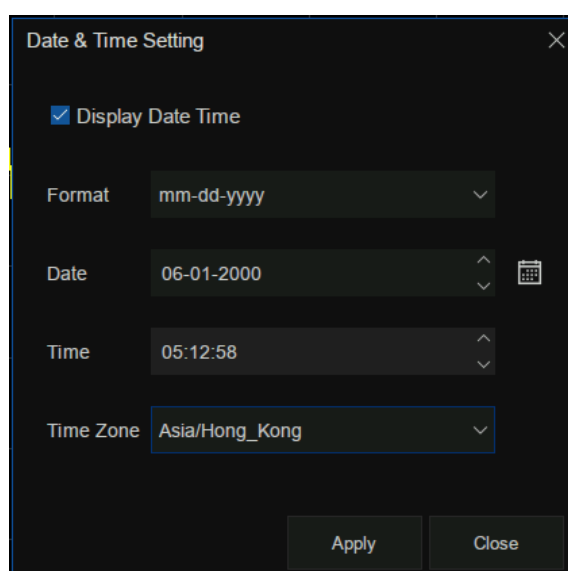 Date & Time Setting
Display Date Time
Format mm-dd-yyyy
Date 06-01-2000
Time 05:12:58
Time Zone Asia/Hong_Kong
Apply Close